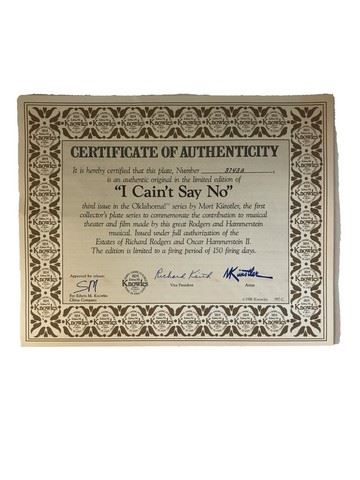 CERTIFICATE OF AUTHENTICITY
It is hereby certified that this plate, Number
is an authentic original in the limited edition of
"I Cain't Say No"
third issue in the Oklahoma! series by Mort Künstler, the first
collector's plate series to commemorate the contribution to musical
theater and film made by this great Rodgers and Hammerstein
musical. Issued under full authorization of the
Estates of Richard Rodgers and Oscar Hammerstein II.
The edition is limited to a firing period of 150 firing days.
Approved for release:
For Edwin M. Knowles
China Company
Knowles
Vice President
MKünstler
Artist
©1986 Knowles